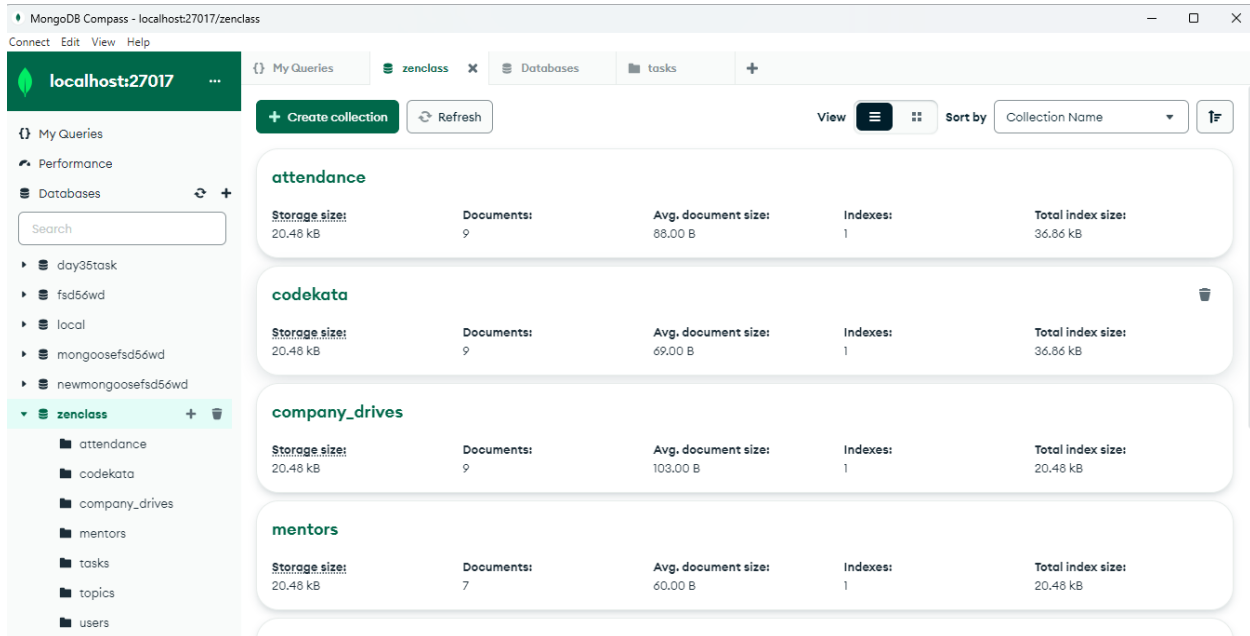 MongoDB Compass - localhost:27017/zenclass
Connect Edit View Help
localhost:27017 ...
{} My Queries
Performance
Databases
Search
day35task
fsd56wd
local
mongoosefsd56wd
newmongoosefsd56wd
zenclass
attendance
codekata
company_drives
mentors
tasks
topics
users
{} My Queries zenclass Databases tasks
Create collection Refresh View Sort by Collection Name
attendance
Storage size: Documents: Avg. document size: Indexes: Total index size:
20.48 kB 9 88.00 B 1 36.86 kB
codekata
Storage size: Documents: Avg. document size: Indexes: Total index size:
20.48 kB 9 69.00 B 1 36.86 kB
company_drives
Storage size: Documents: Avg. document size: Indexes: Total index size:
20.48 kB 9 103.00 B 1 20.48 kB
mentors
Storage size: Documents: Avg. document size: Indexes: Total index size:
20.48 kB 7 60.00 B 1 20.48 kB